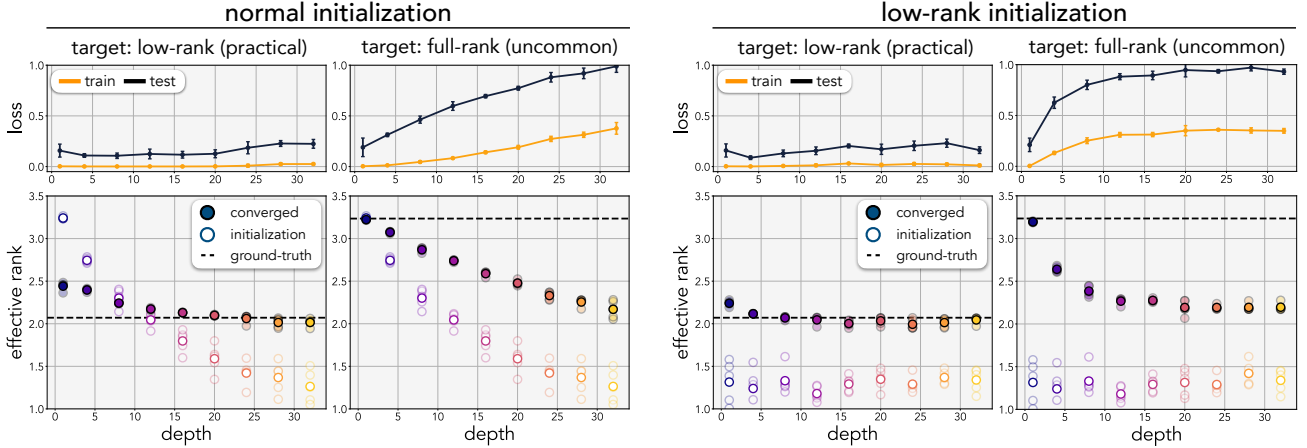 normal initialization
low-rank initialization
target: low-rank (practical)
target: full-rank (uncommon)
target: low-rank (practical)
target: full-rank (uncommon)
loss
1.0
0.5
0.0
train
test
0 5 10 15 20 25 30
1.0
0.5
0.0
0 5 10 15 20 25 30
loss
1.0
0.5
0.0
train
test
0 5 10 15 20 25 30
1.0
0.5
0.0
0 5 10 15 20 25 30
effective rank
3.5
3.0
2.5
2.0
1.5
1.0
converged
initialization
ground-truth
0 5 10 15 20 25 30
depth
3.5
3.0
2.5
2.0
1.5
1.0
0 5 10 15 20 25 30
depth
effective rank
3.5
3.0
2.5
2.0
1.5
1.0
converged
initialization
ground-truth
0 5 10 15 20 25 30
depth
3.5
3.0
2.5
2.0
1.5
1.0
0 5 10 15 20 25 30
depth